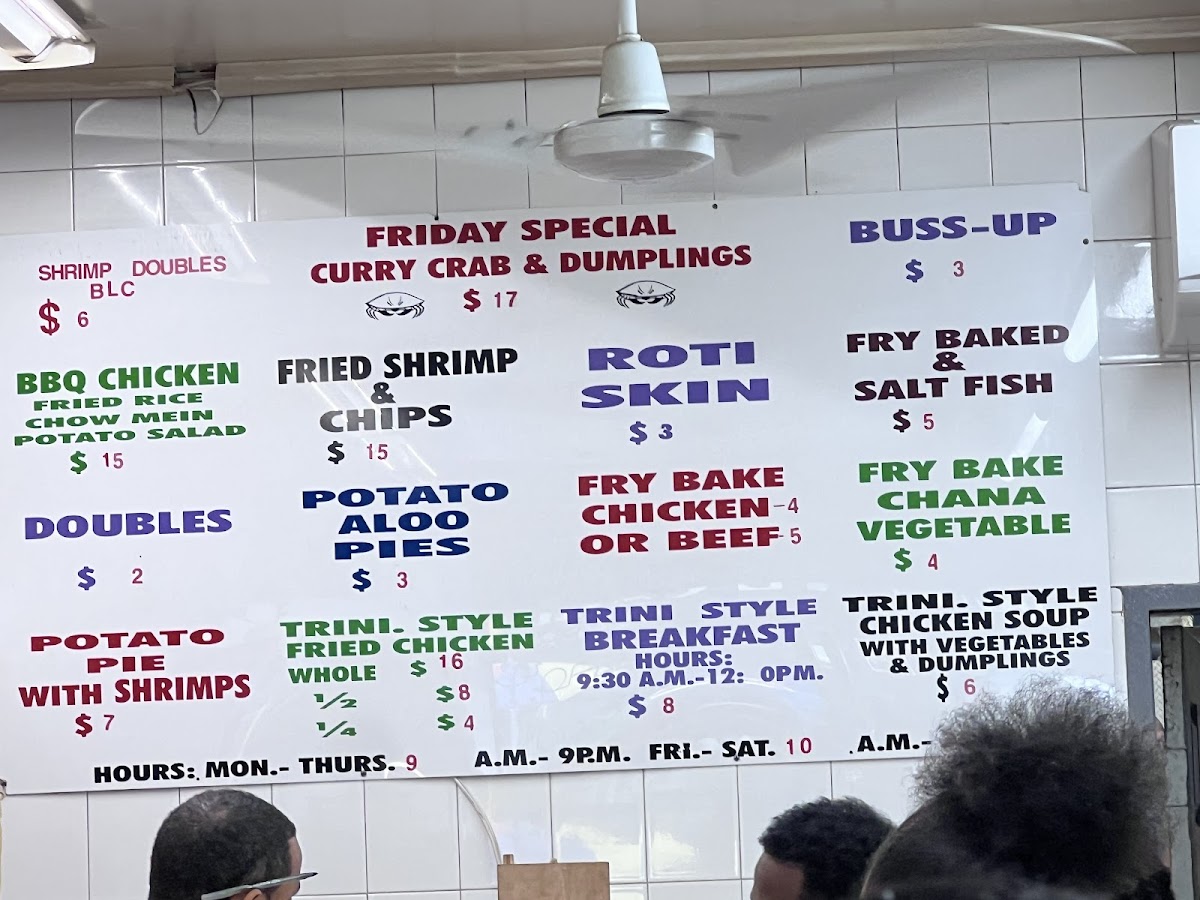 SHRIMP DOUBLES
BLC
$ 6
FRIDAY SPECIAL
CURRY CRAB & DUMPLINGS
$ 17
BUSS-UP
$ 3
BBQ CHICKEN
FRIED RICE
CHOW MEIN
POTATO SALAD
$ 15
FRIED SHRIMP
&
CHIPS
$ 15
ROTI
SKIN
$ 3
FRY BAKED
&
SALT FISH
$ 5
DOUBLES
$ 2
POTATO
ALOO
PIES
$ 3
FRY BAKE
CHICKEN-4
OR BEEF-5
FRY BAKE
CHANA
VEGETABLE
$ 4
POTATO
PIE
WITH SHRIMPS
$ 7
TRINI. STYLE
FRIED CHICKEN
WHOLE $ 16
1/2 $8
1/4 $ 4
TRINI STYLE
BREAKFAST
HOURS:
9:30 A.M.-12: 0PM.
$ 8
TRINI. STYLE
CHICKEN SOUP
WITH VEGETABLES
& DUMPLINGS
$ 6
HOURS: MON.- THURS. 9 A.M.- 9PM. FRI.- SAT. 10 .A.M.-